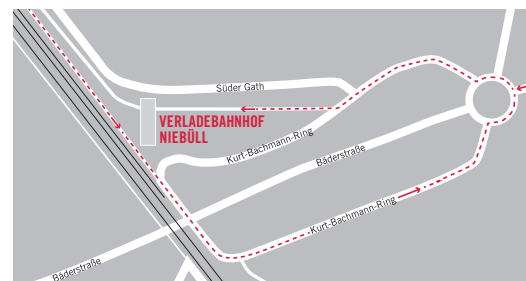 Süder Gath
VERLADEBAHNHOF
NIEBÜLL
Kurt-Bachmann-Ring
Bäderstraße
Kurt-Bachmann-Ring
Bäderstraße